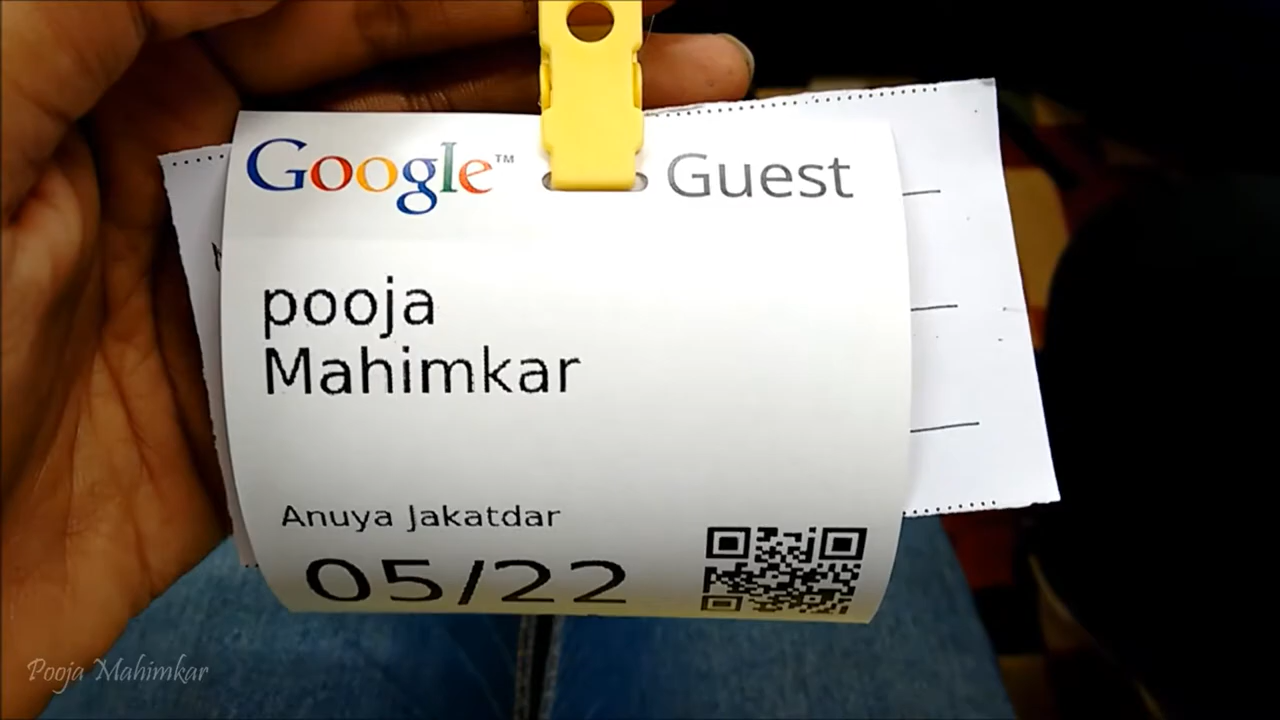 Google™ Guest
pooja
Mahimkar
Anuya Jakatdar
05/22
Pooja Mahimkar